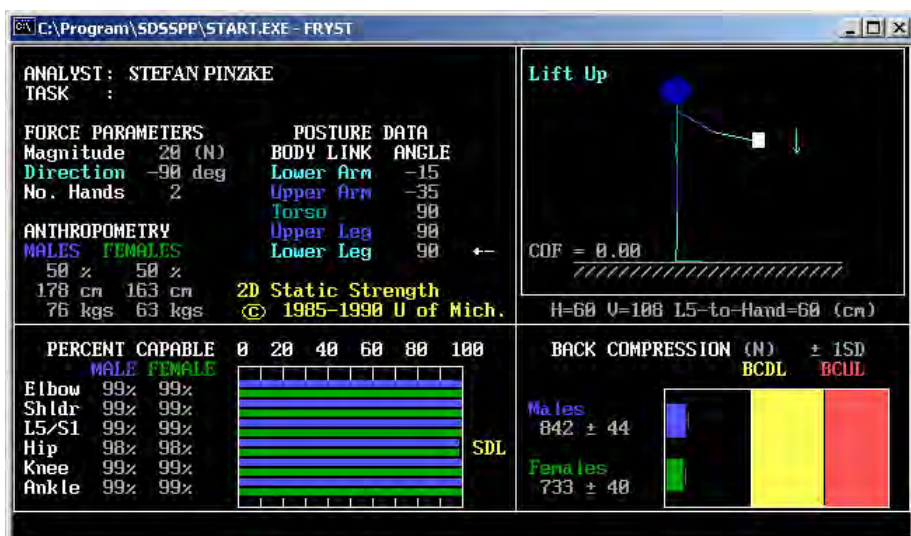 C:\Program\SDSSPP\START.EXE - FRYST
ANALYST: STEFAN PINZKE
TASK :
FORCE PARAMETERS
Magnitude 20 (N)
Direction -90 deg
No. Hands 2
POSTURE DATA
BODY LINK ANGLE
Lower Arm -15
Upper Arm -35
Torso 90
Upper Leg 90
Lower Leg 90 ←-
ANTHROPOMETRY
MALES FEMALES
50 % 50 %
178 cm 163 cm
76 kgs 63 kgs
2D Static Strength
(c) 1985-1990 U of Mich.
Lift Up
COF = 0.00
H=60 V=108 L5-to-Hand=60 (cm)
PERCENT CAPABLE 0 20 40 60 80 100
MALE FEMALE
Elbow 99% 99%
Shldr 99% 99%
L5/S1 99% 99%
Hip 98% 98%
Knee 99% 99%
Ankle 99% 99%
SDL
BACK COMPRESSION (N) ± 1SD
BCDL BCUL
Males
842 ± 44
Females
733 ± 40